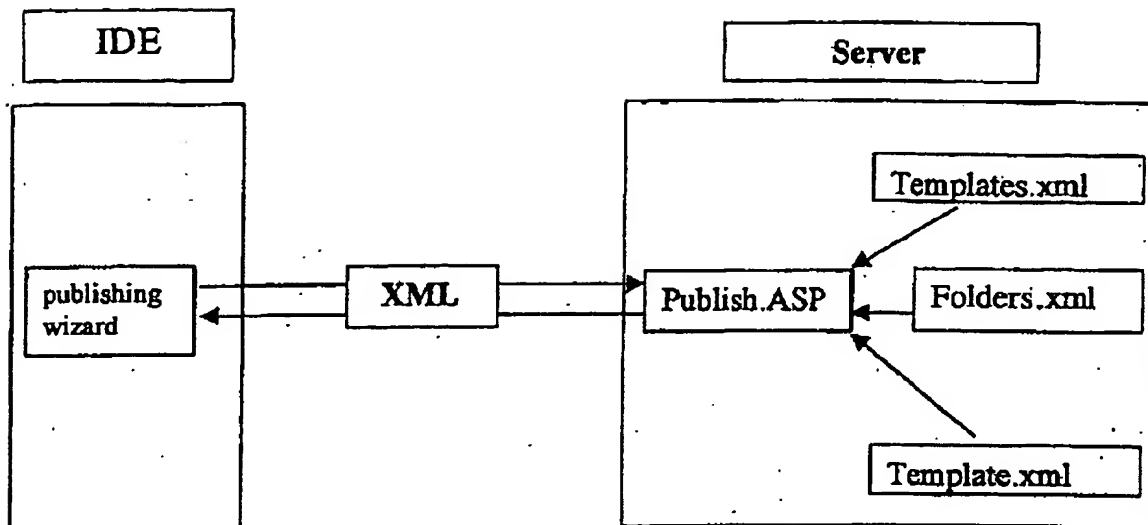 IDE
Server
Templates.xml
publishing
wizard
XML
Publish.ASP
Folders.xml
Template.xml